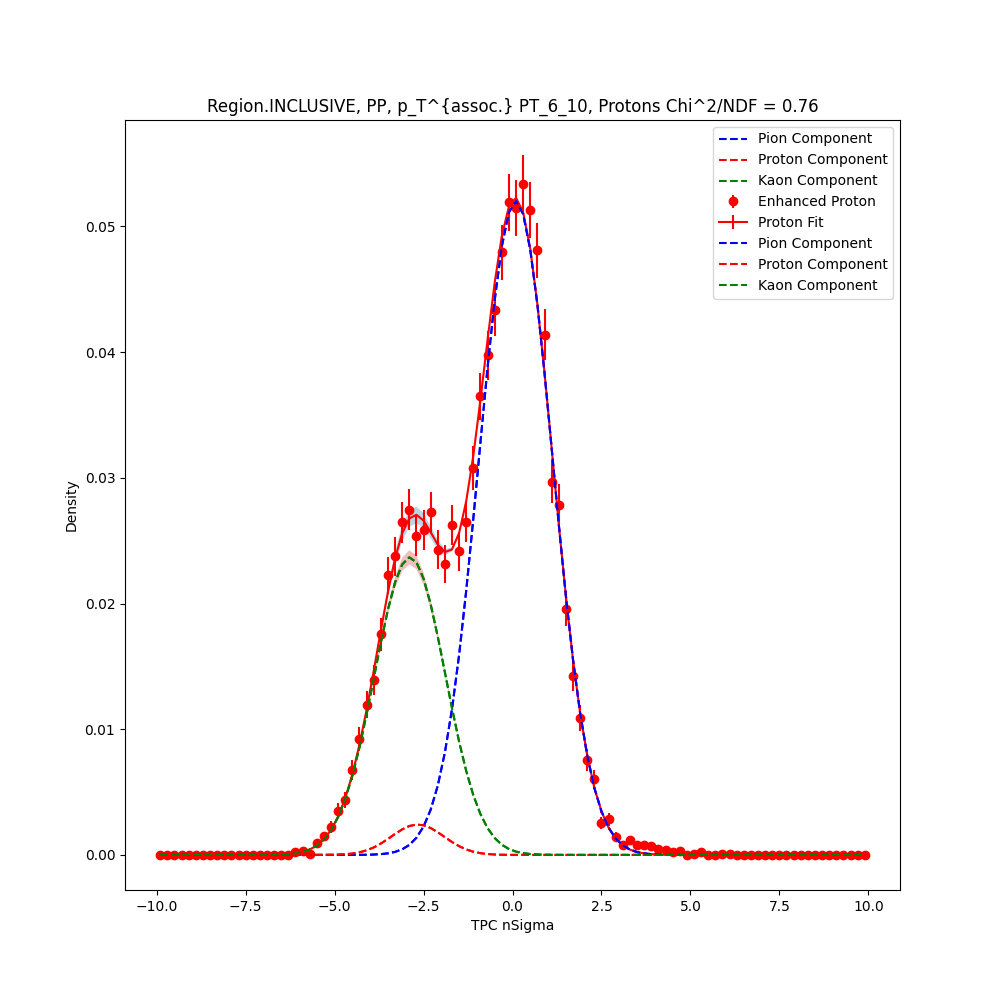 Region.INCLUSIVE, PP, p_T^{assoc.} PT_6_10, Protons Chi^2/NDF = 0.76
Pion Component
Proton Component
Kaon Component
Enhanced Proton
Proton Fit
Pion Component
Proton Component
Kaon Component
0.05
0.04
0.03
0.02
0.01
0.00
Density
−10.0 −7.5 −5.0 −2.5 0.0 2.5 5.0 7.5 10.0
TPC nSigma